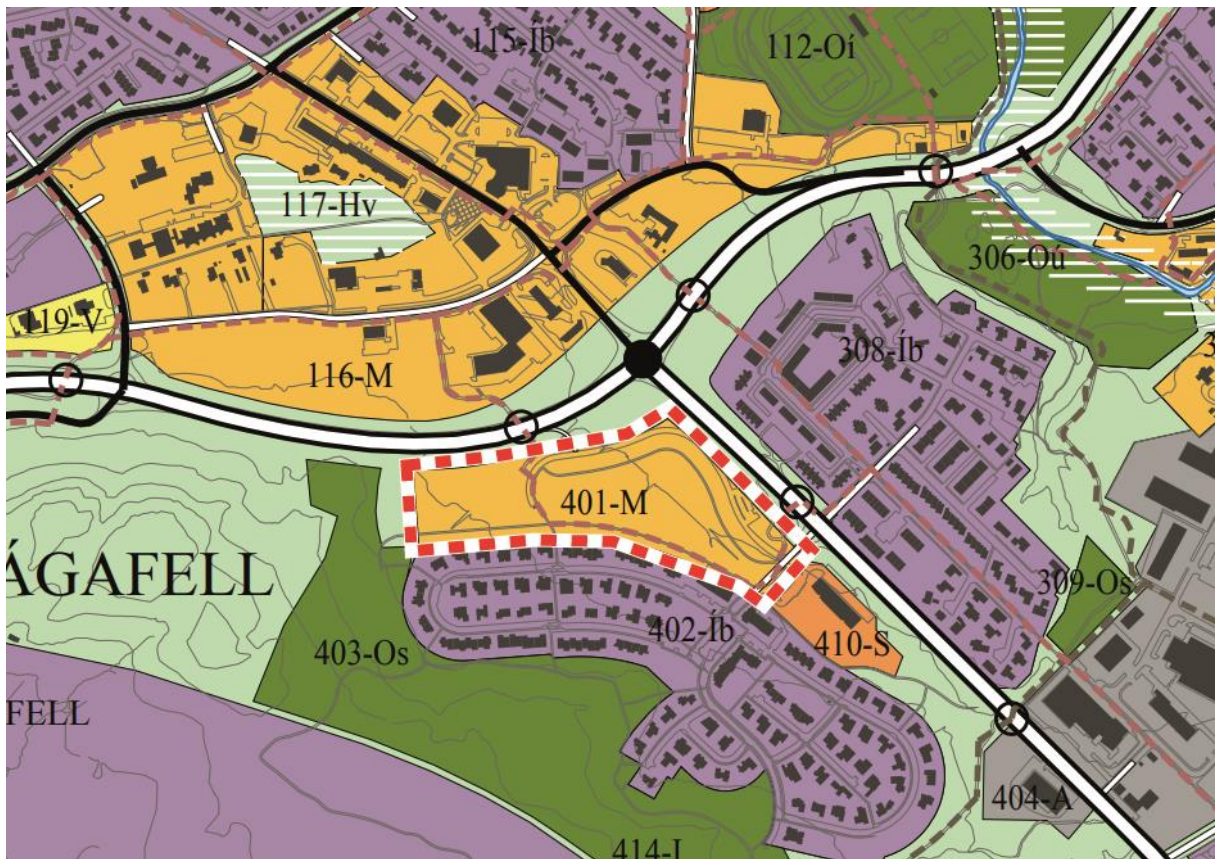 115-Íb
112-Oí
117-Hv
306-Oú
119-V
308-Íb
116-M
401-M
ÁGAFELL
309-Os
402-Íb
403-Os
410-S
FELL
404-A